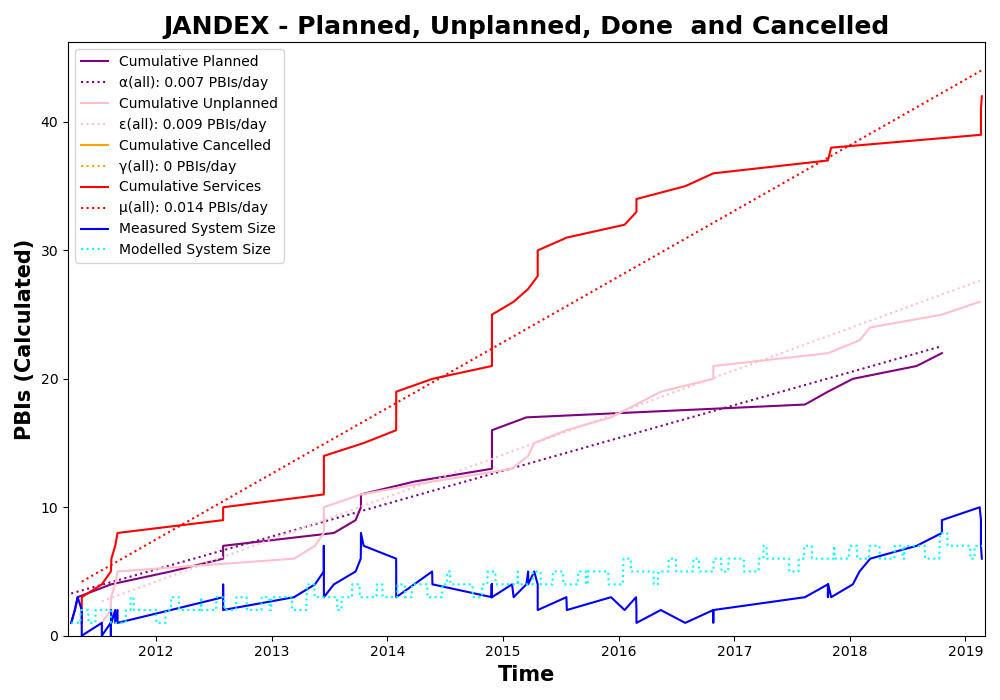 JANDEX - Planned, Unplanned, Done  and Cancelled
Cumulative Planned
α(all): 0.007 PBIs/day
Cumulative Unplanned
ε(all): 0.009 PBIs/day
Cumulative Cancelled
γ(all): 0 PBIs/day
Cumulative Services
μ(all): 0.014 PBIs/day
Measured System Size
Modelled System Size
PBIs (Calculated)
40
30
20
10
0
2012 2013 2014 2015 2016 2017 2018 2019
Time